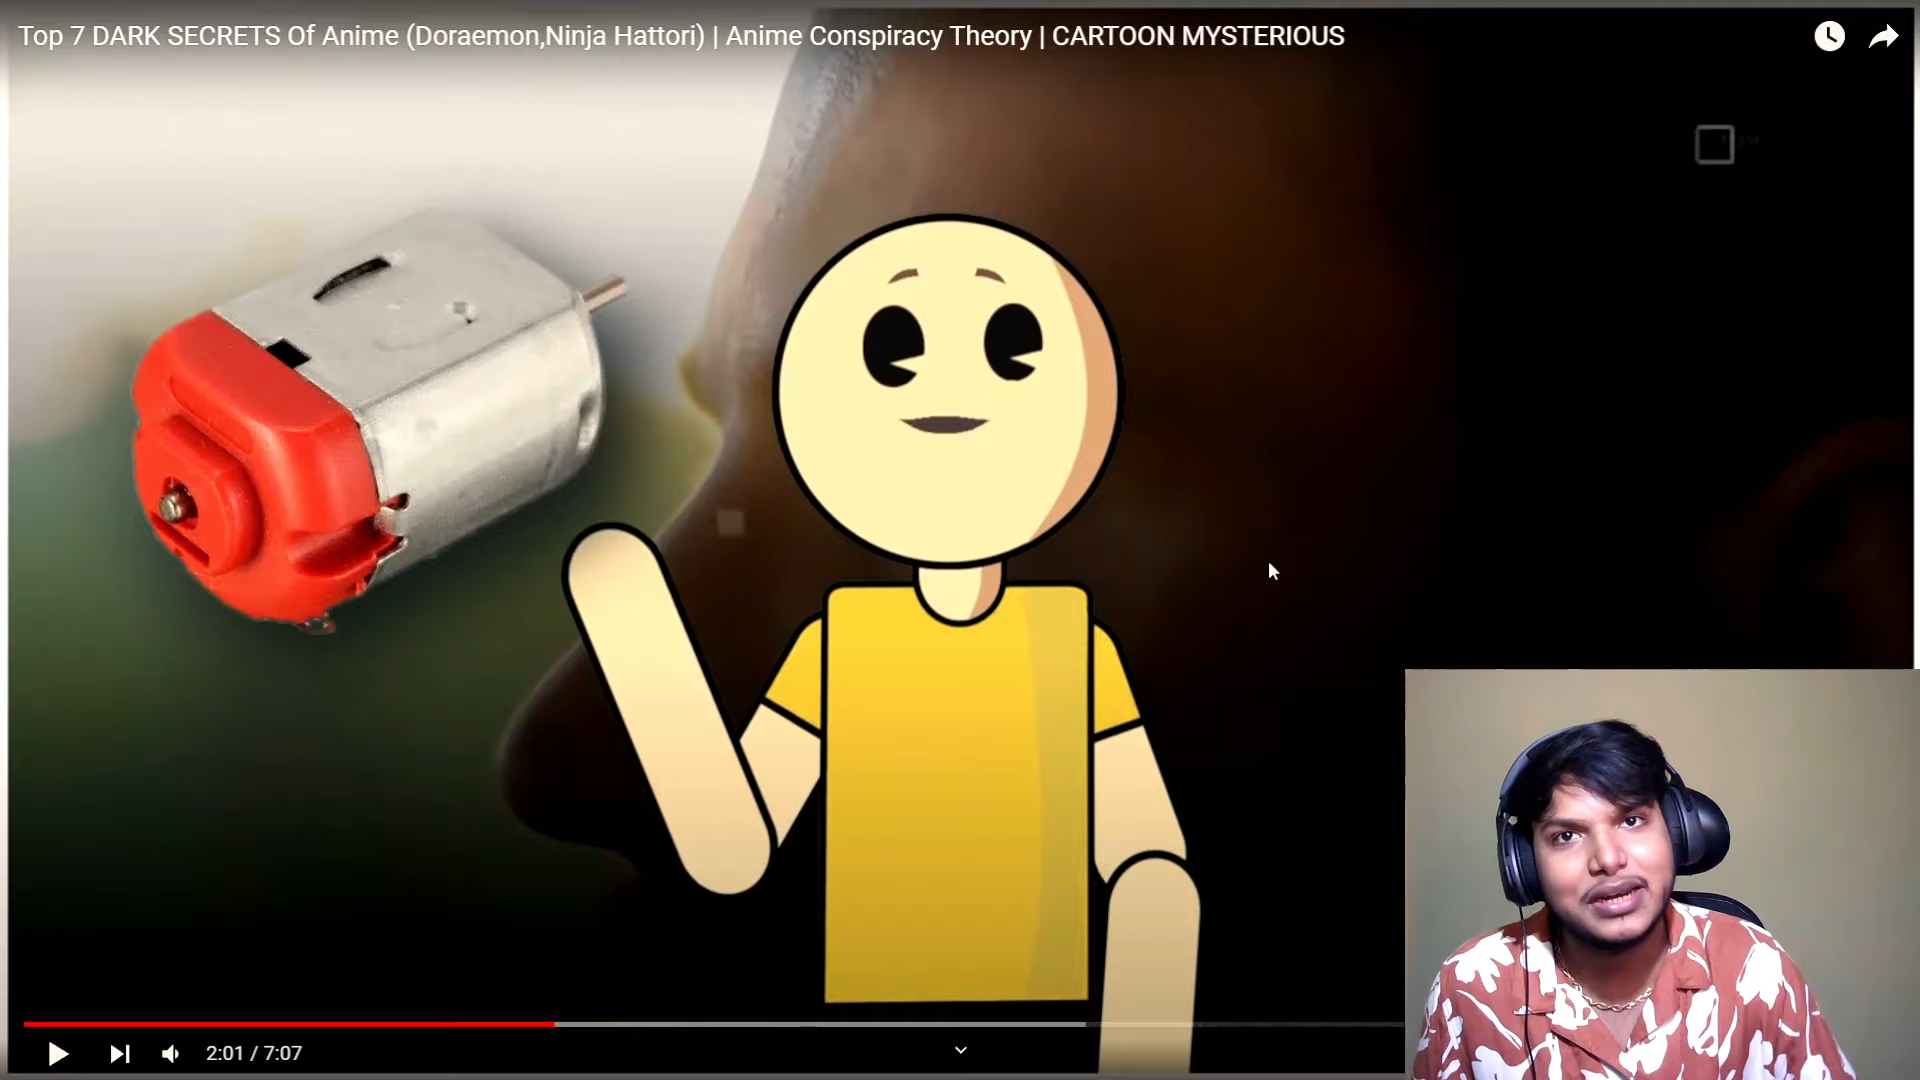 Top 7 DARK SECRETS Of Anime (Doraemon,Ninja Hattori) | Anime Conspiracy Theory | CARTOON MYSTERIOUS
2:01 / 7:07